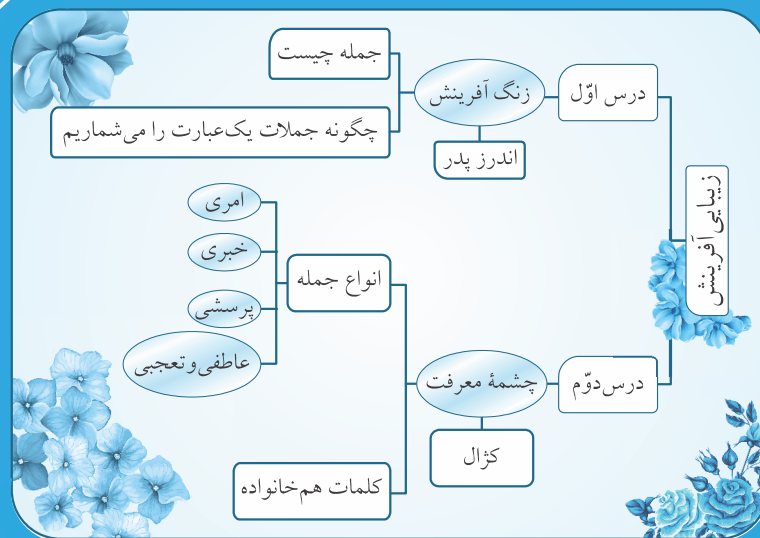 زیبایی آفرینش
درس اوّل
زنگ آفرینش
جمله چیست
چگونه جملات یک‌عبارت را می‌شماریم
اندرز پدر
درس دوّم
چشمهٔ معرفت
انواع جمله
امری
خبری
پرسشی
عاطفی و تعجبی
کژال
کلمات هم‌خانواده